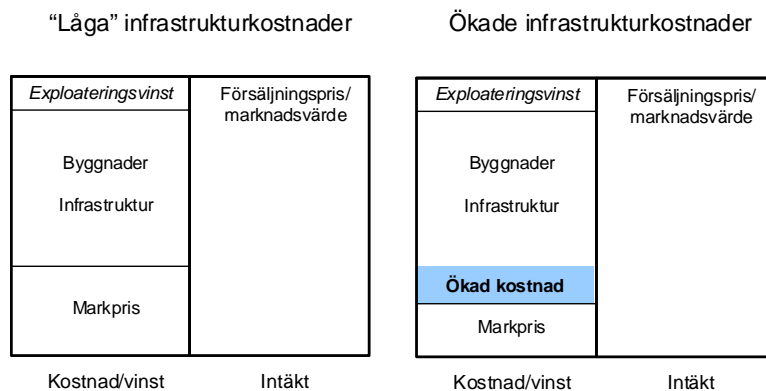 “Låga” infrastrukturkostnader
Exploateringsvinst
Byggnader
Infrastruktur
Markpris
Försäljningspris/
marknadsvärde
Kostnad/vinst
Intäkt
Ökade infrastrukturkostnader
Exploateringsvinst
Byggnader
Infrastruktur
Ökad kostnad
Markpris
Försäljningspris/
marknadsvärde
Kostnad/vinst
Intäkt